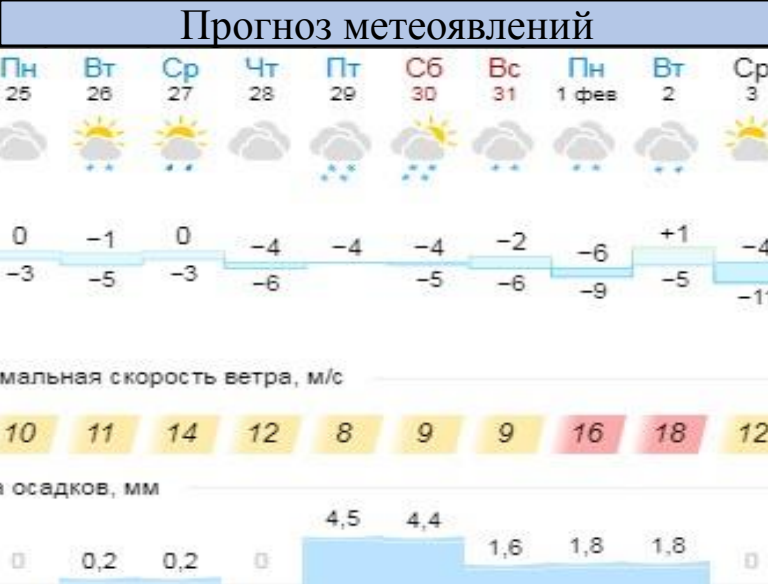 Прогноз метеоявлений
Пн Вт Ср Чт Пт Сб Вс Пн Вт Ср
25 26 27 28 29 30 31 1 фев 2 3
0 −1 0 −4 −4 −4 −2 −6 +1 −4
−3 −5 −3 −6 −5 −6 −9 −5 −11
мальная скорость ветра, м/с
10 11 14 12 8 9 9 16 18 12
а осадков, мм
4,5 4,4
0 0,2 0,2 0 1,6 1,8 1,8 0